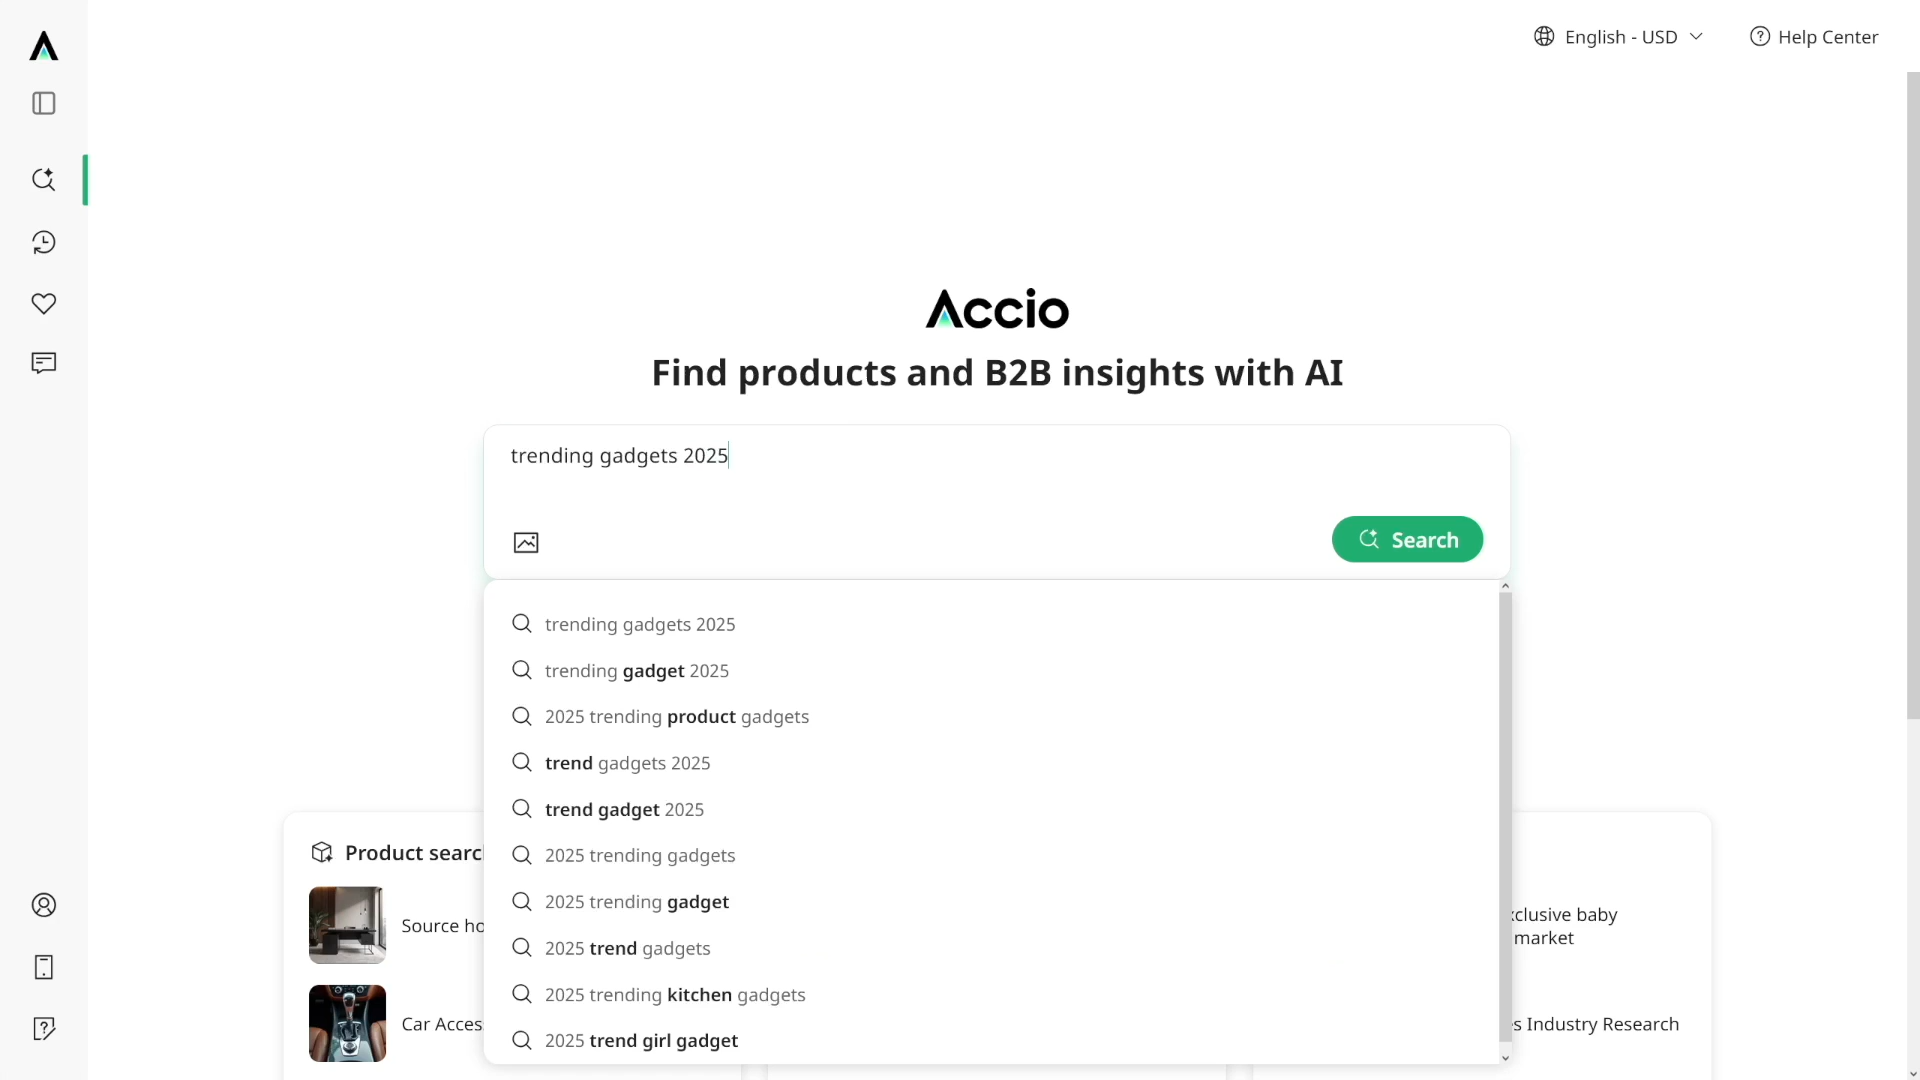 English - USD
Help Center
Accio
Find products and B2B insights with AI
trending gadgets 2025
Search
trending gadgets 2025
trending gadget 2025
2025 trending product gadgets
trend gadgets 2025
trend gadget 2025
2025 trending gadgets
2025 trending gadget
2025 trend gadgets
2025 trending kitchen gadgets
2025 trend girl gadget
Product searc
Source ho
Car Acces
xclusive baby
market
s Industry Research